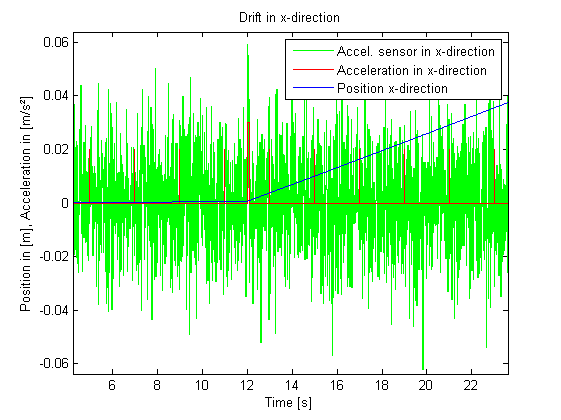 Drift in x-direction
Accel. sensor in x-direction
Acceleration in x-direction
Position x-direction
Position in [m], Acceleration in [m/s²]
0.06
0.04
0.02
0
-0.02
-0.04
-0.06
6 8 10 12 14 16 18 20 22
Time [s]